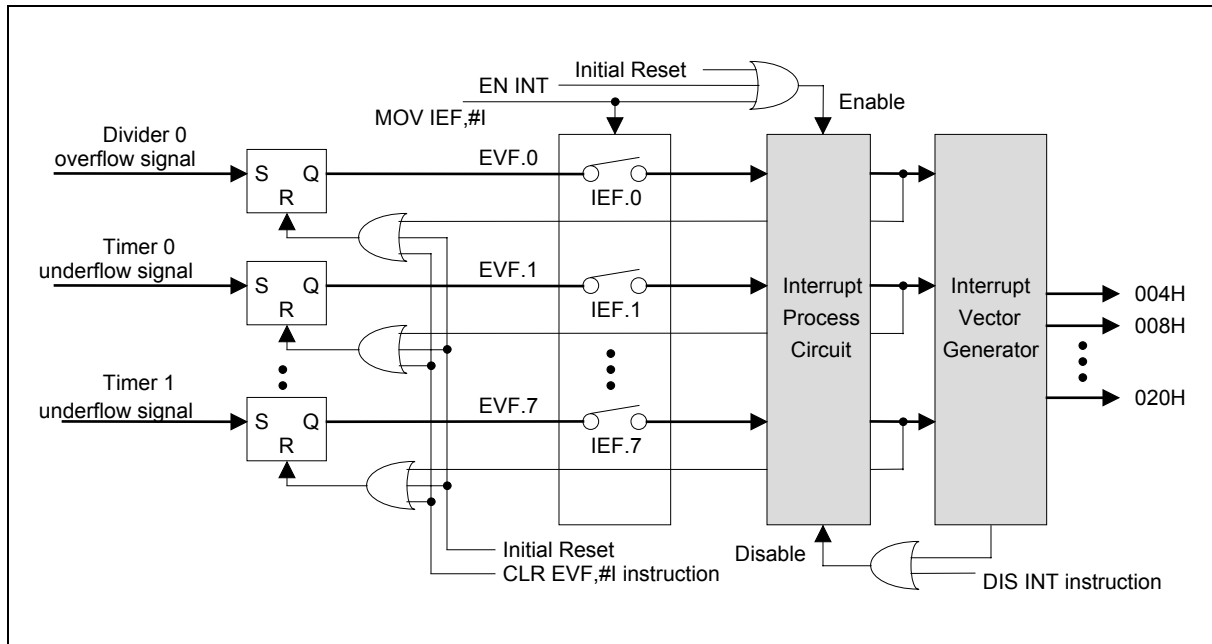 Initial Reset
EN INT
MOV IEF,#I
Enable
Divider 0
overflow signal
S Q
R
EVF.0
IEF.0
Timer 0
underflow signal
S Q
R
EVF.1
IEF.1
Interrupt
Process
Circuit
Interrupt
Vector
Generator
004H
008H
020H
Timer 1
underflow signal
S Q
R
EVF.7
IEF.7
Initial Reset
CLR EVF,#I instruction
Disable
DIS INT instruction